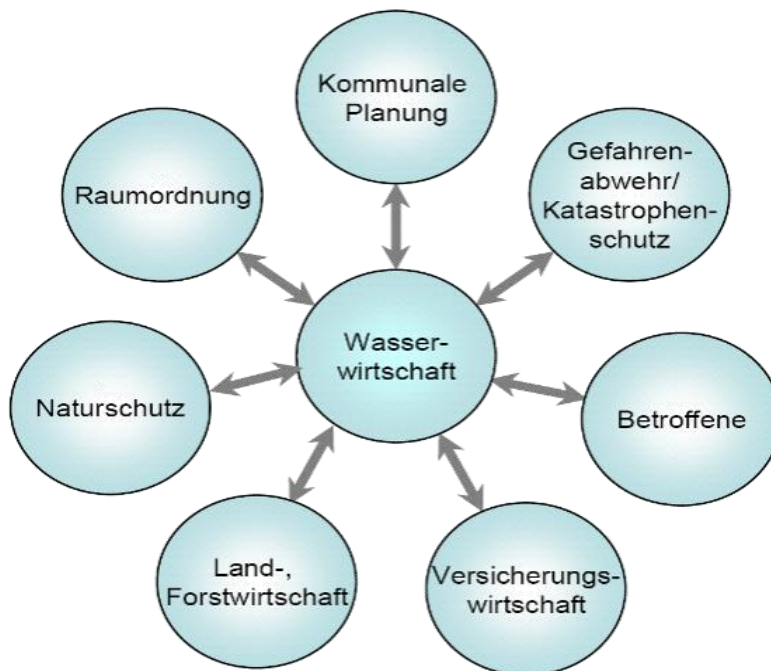 Kommunale
Planung
Gefahren-
abwehr/
Katastrophen-
schutz
Raumordnung
Wasser-
wirtschaft
Naturschutz
Betroffene
Land-,
Forstwirtschaft
Versicherungs-
wirtschaft